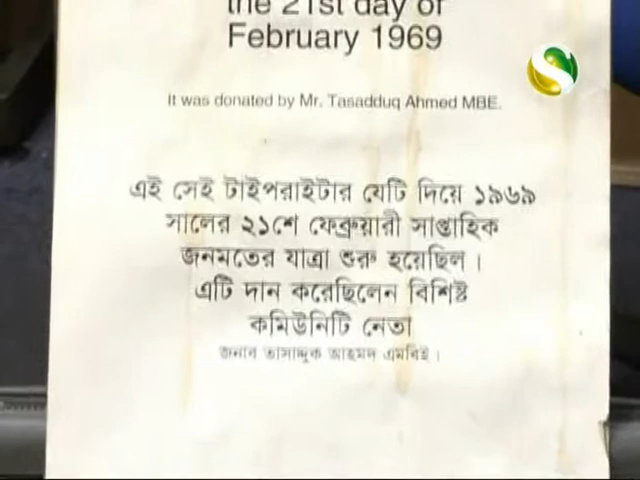 the 21st day of
February 1969
It was donated by Mr. Tasadduq Ahmed MBE.
এই সেই টাইপরাইটার যেটি দিয়ে ১৯৬৯
সালের ২১শে ফেব্রুয়ারী সাপ্তাহিক
জনমতের যাত্রা শুরু হয়েছিল ।
এটি দান করেছিলেন বিশিষ্ট
কমিউনিটি নেতা
জনাব তাসাদ্দুক আহমদ এমবিই ।